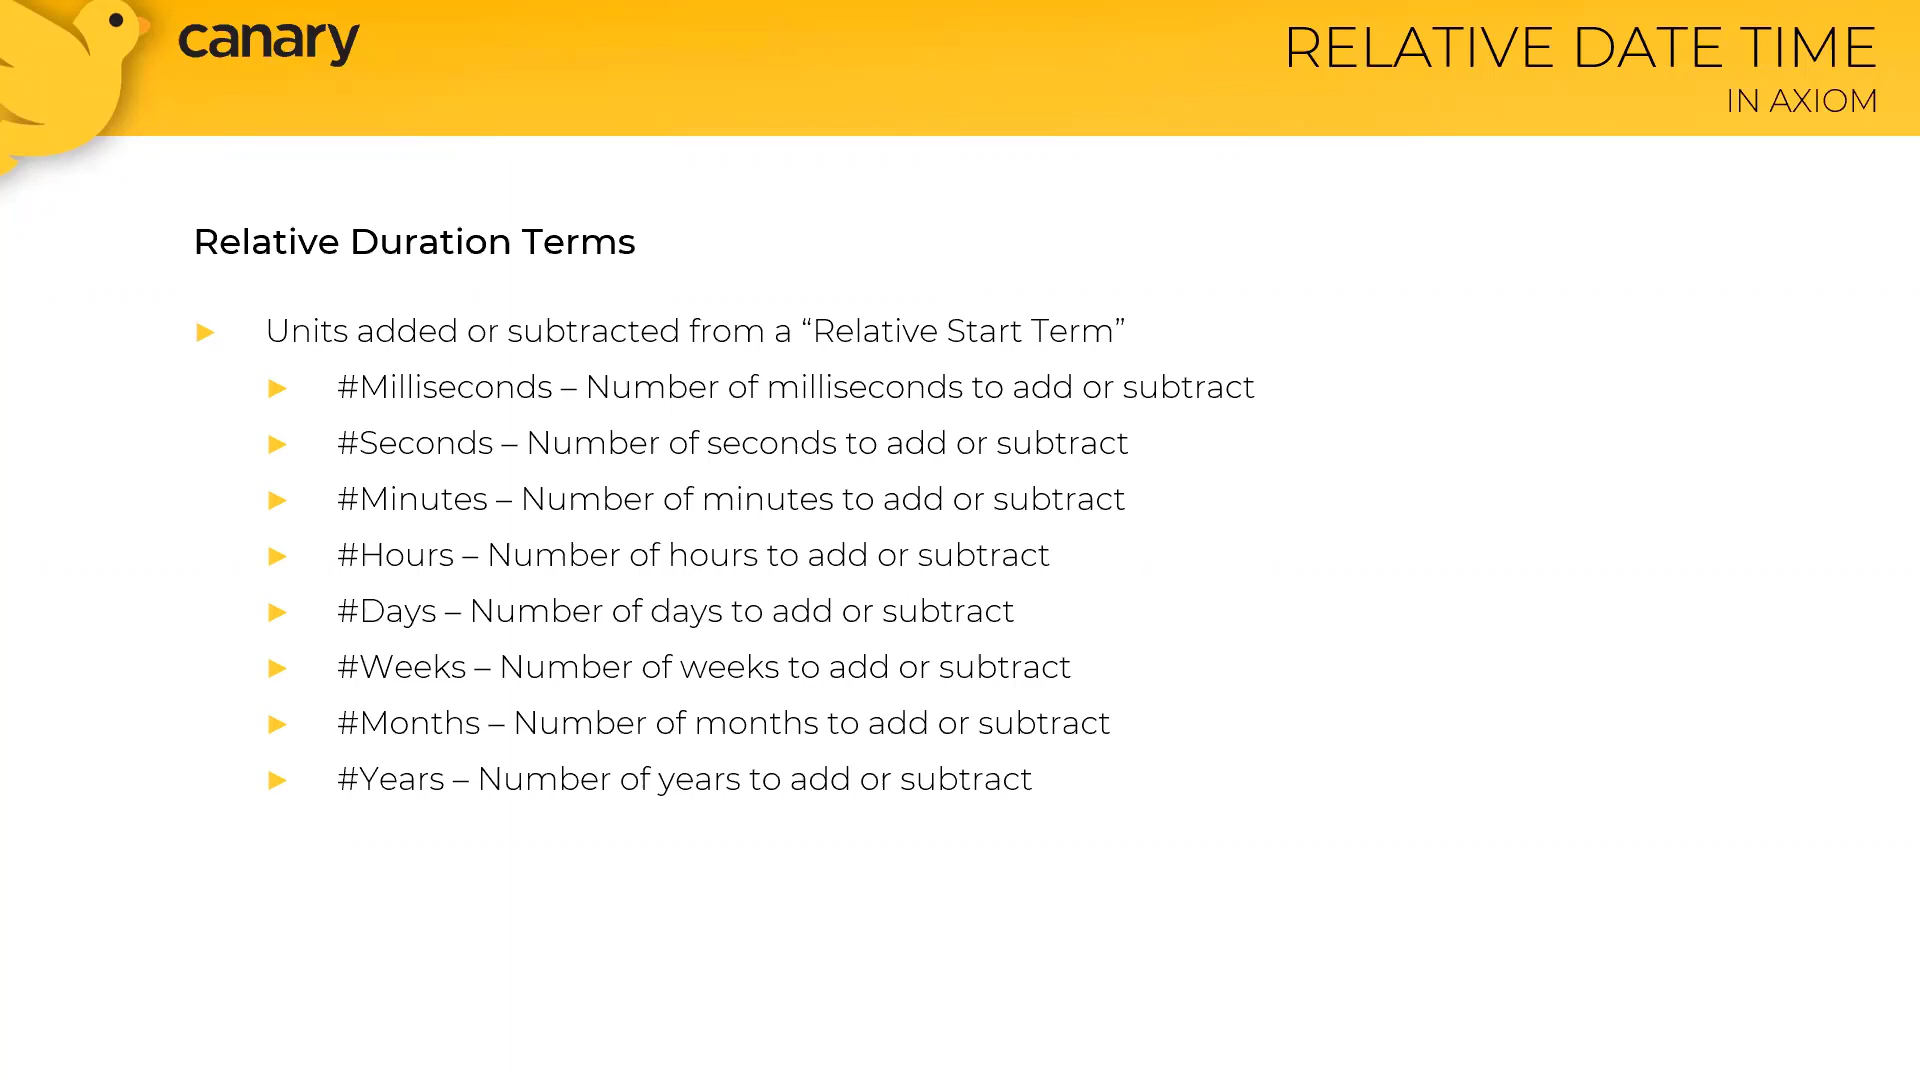 canary
RELATIVE DATE TIME
IN AXIOM
Relative Duration Terms
Units added or subtracted from a “Relative Start Term”
#Milliseconds – Number of milliseconds to add or subtract
#Seconds – Number of seconds to add or subtract
#Minutes – Number of minutes to add or subtract
#Hours – Number of hours to add or subtract
#Days – Number of days to add or subtract
#Weeks – Number of weeks to add or subtract
#Months – Number of months to add or subtract
#Years – Number of years to add or subtract